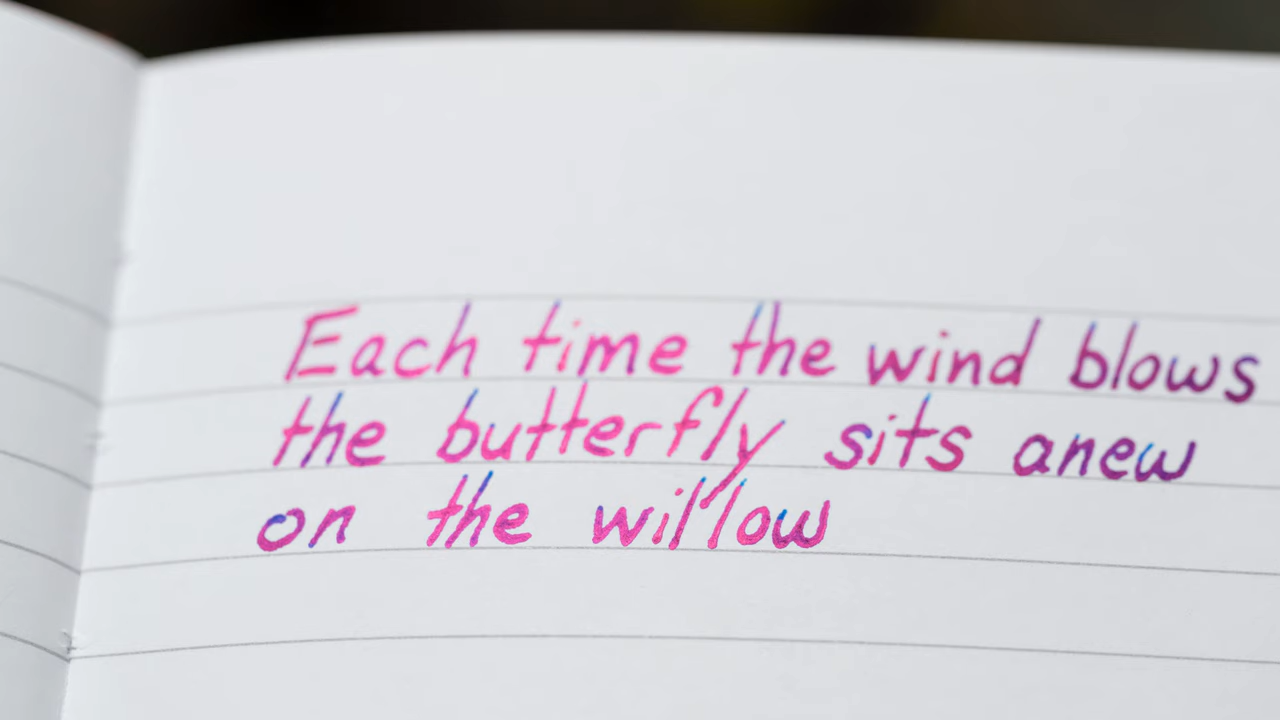 Each time the wind blows
the butterfly sits anew
on the willow